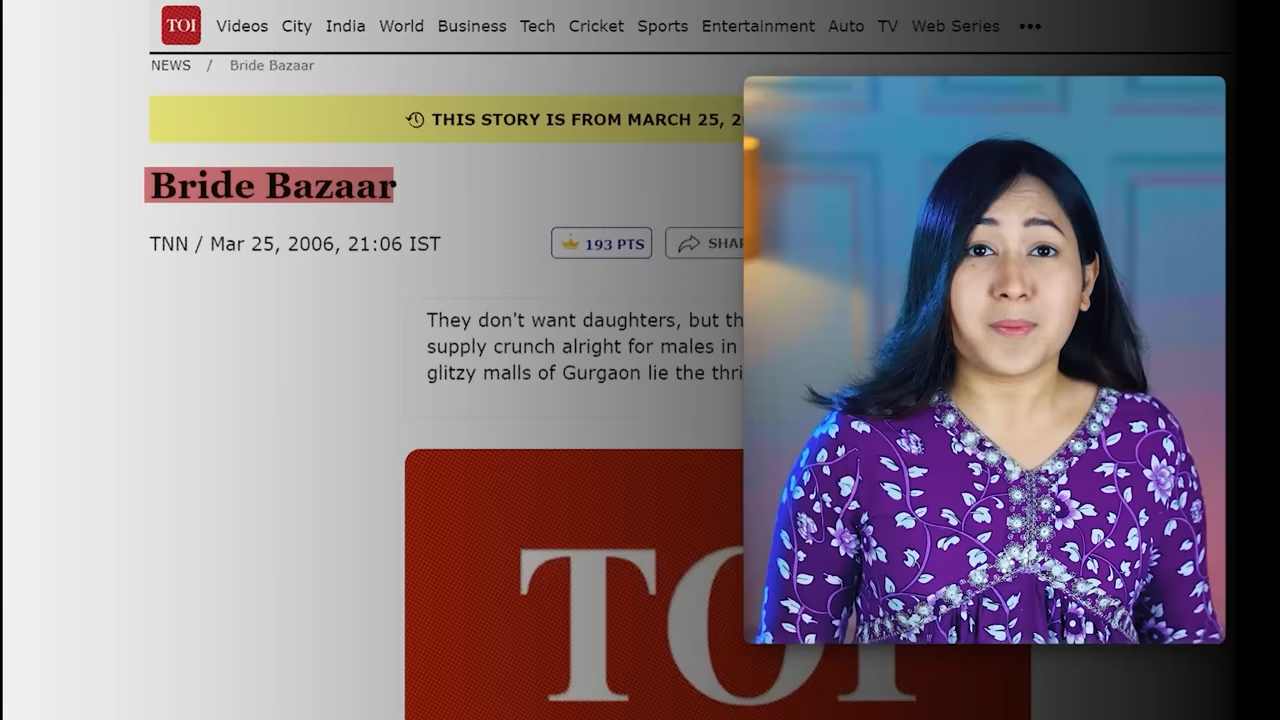 TOI Videos City India World Business Tech Cricket Sports Entertainment Auto TV Web Series •••
NEWS / Bride Bazaar
THIS STORY IS FROM MARCH 25,
Bride Bazaar
TNN / Mar 25, 2006, 21:06 IST
193 PTS
They don't want daughters, but
supply crunch alright for males in
glitzy malls of Gurgaon lie the
TOI